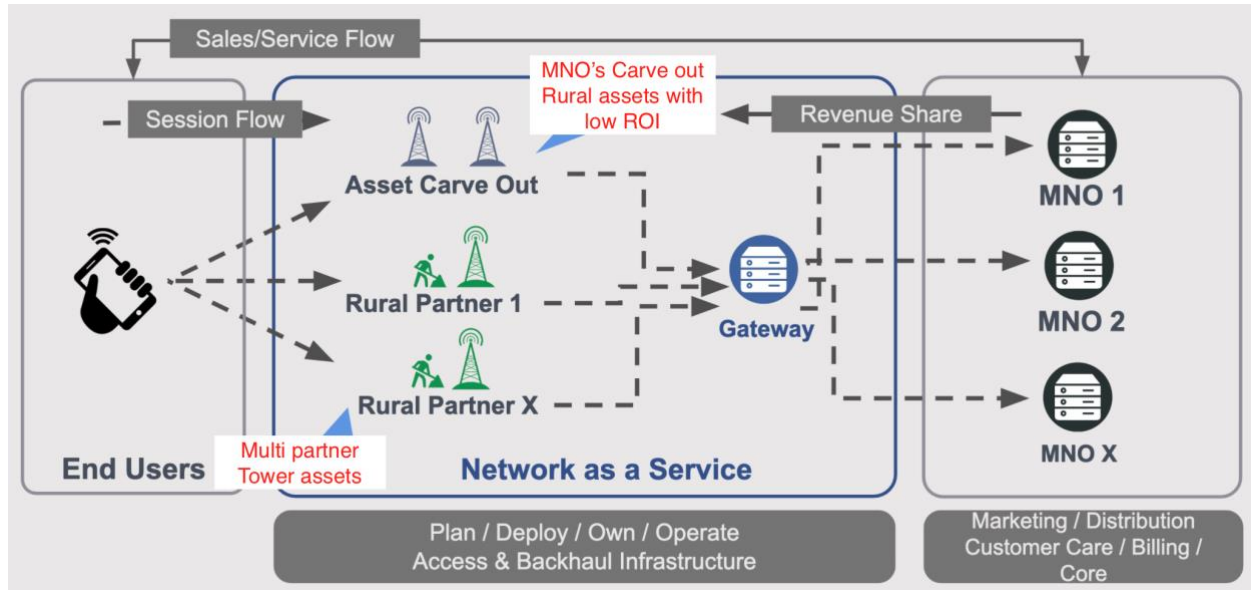 Sales/Service Flow
MNO's Carve out
Rural assets with
low ROI
Session Flow
Revenue Share
Asset Carve Out
MNO 1
Rural Partner 1
Gateway
MNO 2
Rural Partner X
Multi partner
Tower assets
MNO X
End Users
Network as a Service
Plan / Deploy / Own / Operate
Access & Backhaul Infrastructure
Marketing / Distribution
Customer Care / Billing /
Core